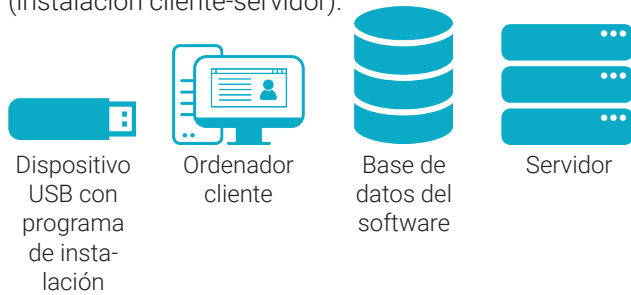 (instalación cliente-servidor).
Dispositivo
USB con
programa
de insta-
lación
Ordenador
cliente
Base de
datos del
software
Servidor